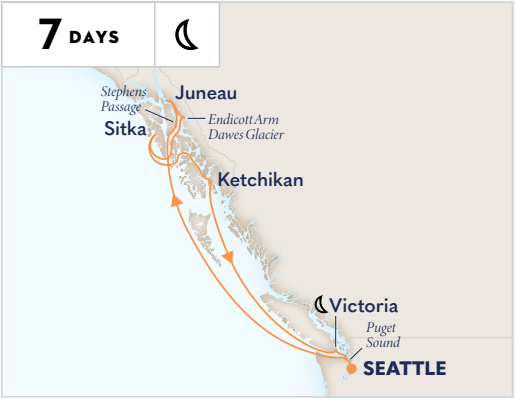 7 DAYS
Stephens
Passage
Juneau
Endicott Arm
Dawes Glacier
Sitka
Ketchikan
Victoria
Puget
Sound
SEATTLE